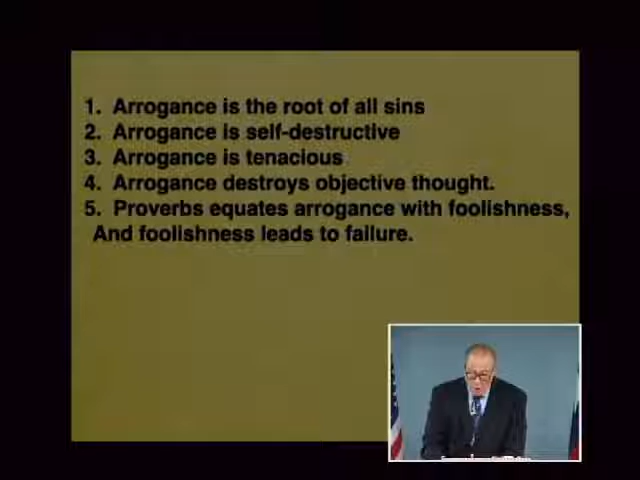 1. Arrogance is the root of all sins
2. Arrogance is self-destructive
3. Arrogance is tenacious
4. Arrogance destroys objective thought.
5. Proverbs equates arrogance with foolishness,
And foolishness leads to failure.